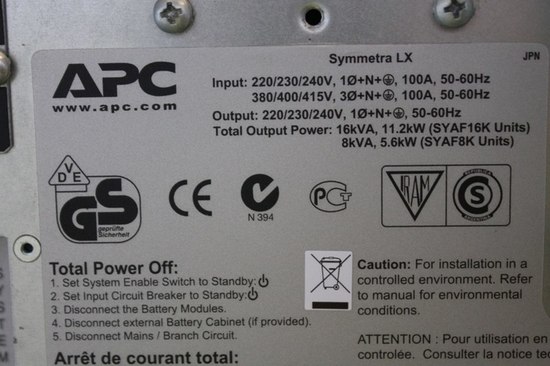 Symmetra LX
JPN
APC
www.apc.com
Input: 220/230/240V, 1Ø+N+⏚, 100A, 50-60Hz
380/400/415V, 3Ø+N+⏚, 100A, 50-60Hz
Output: 220/230/240V, 1Ø+N+⏚, 50-60Hz
Total Output Power: 16kVA, 11.2kW (SYAF16K Units)
8kVA, 5.6kW (SYAF8K Units)
VDE
GS
geprüfte
Sicherheit
CE
N 394
PCT
IRAM
S
ARGENTINA
Total Power Off:
1. Set System Enable Switch to Standby:⏻
2. Set Input Circuit Breaker to Standby:⏻
3. Disconnect the Battery Modules.
4. Disconnect external Battery Cabinet (if provided).
5. Disconnect Mains / Branch Circuit.
Arrêt de courant total:
Caution: For installation in a
controlled environment. Refer
to manual for environmental
conditions.
ATTENTION : Pour utilisation en
contrôlée. Consulter la notice te
SYSTEM